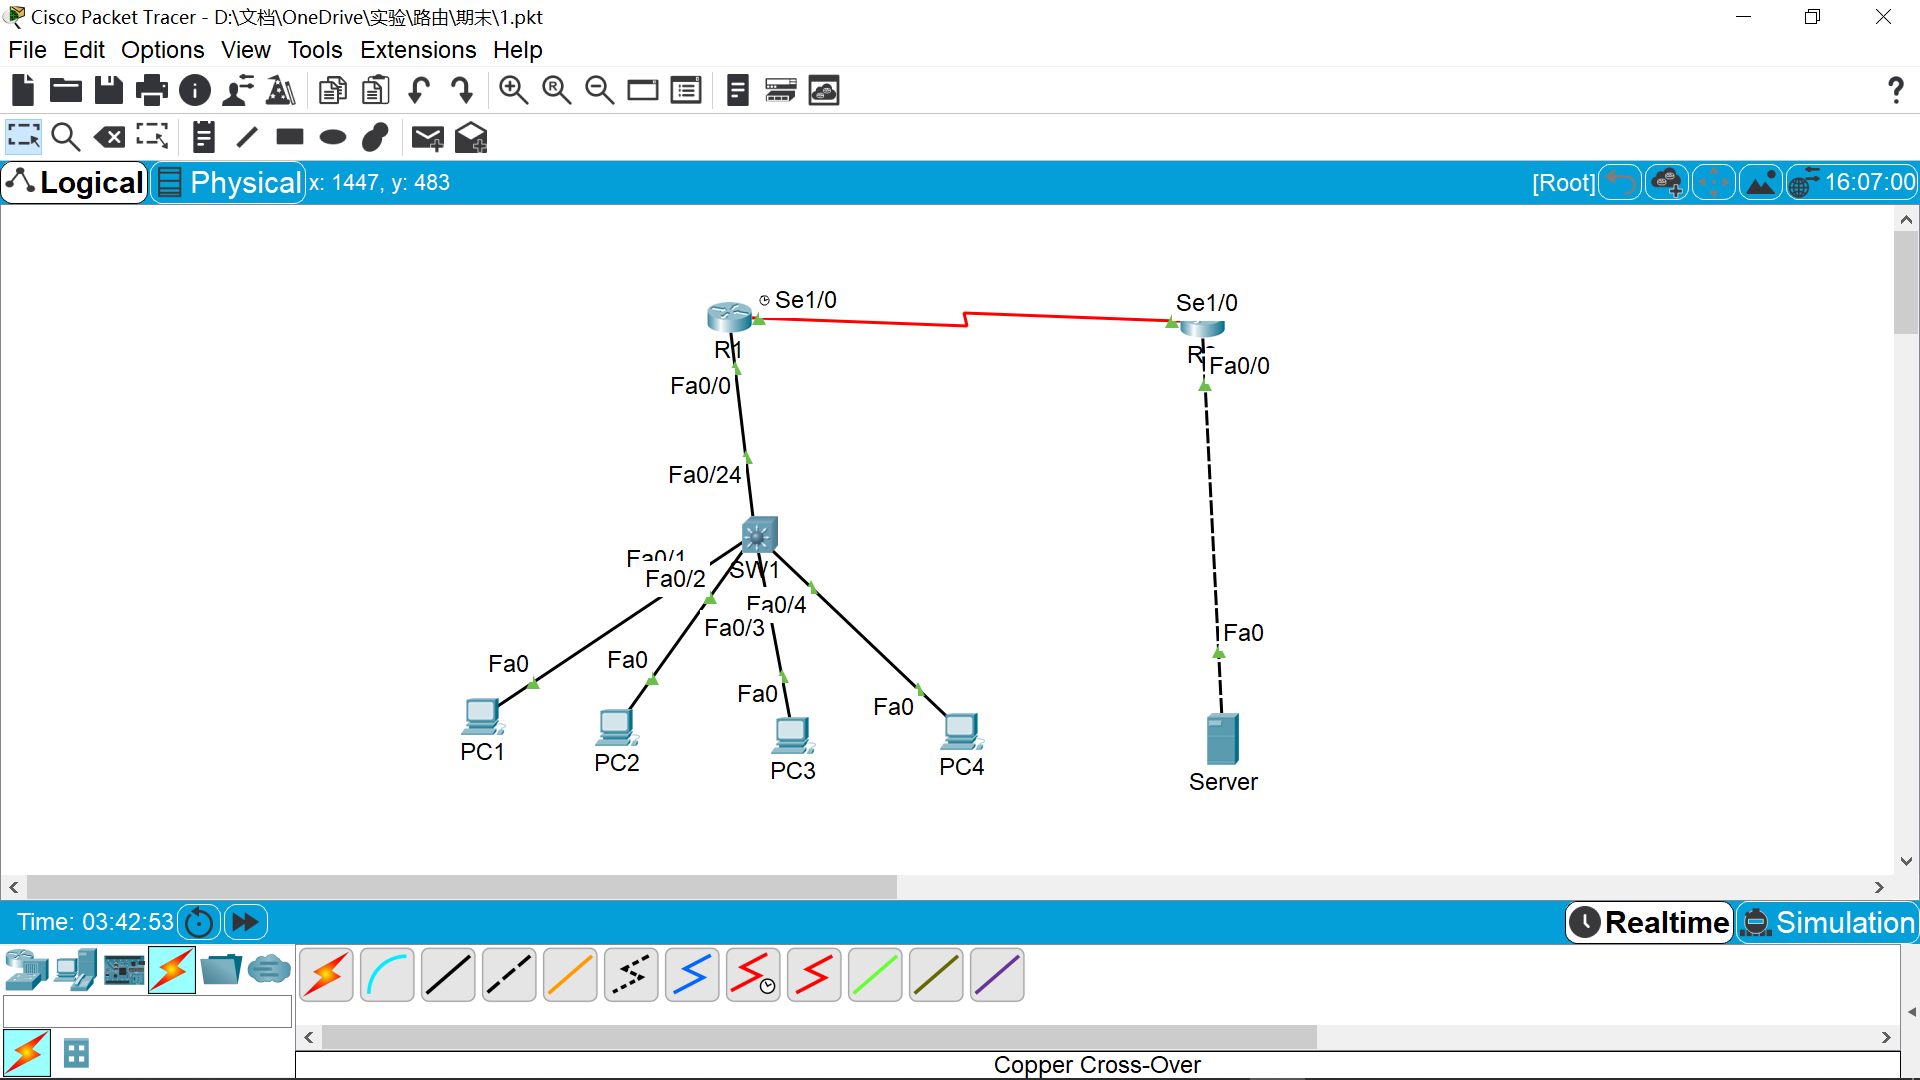 Cisco Packet Tracer - D:\文档\OneDrive\实验\路由\期末\1.pkt
File Edit Options View Tools Extensions Help
Logical Physical x: 1447, y: 483 [Root] 16:07:00
Se1/0 Se1/0
R1 Fa0/0
Fa0/0
Fa0/24
Fa0/1 SW1
Fa0/2
Fa0/4
Fa0/3
Fa0
Fa0 Fa0
Fa0 Fa0
PC1 PC2 PC3 PC4
Server
Time: 03:42:53 Realtime Simulation
Copper Cross-Over